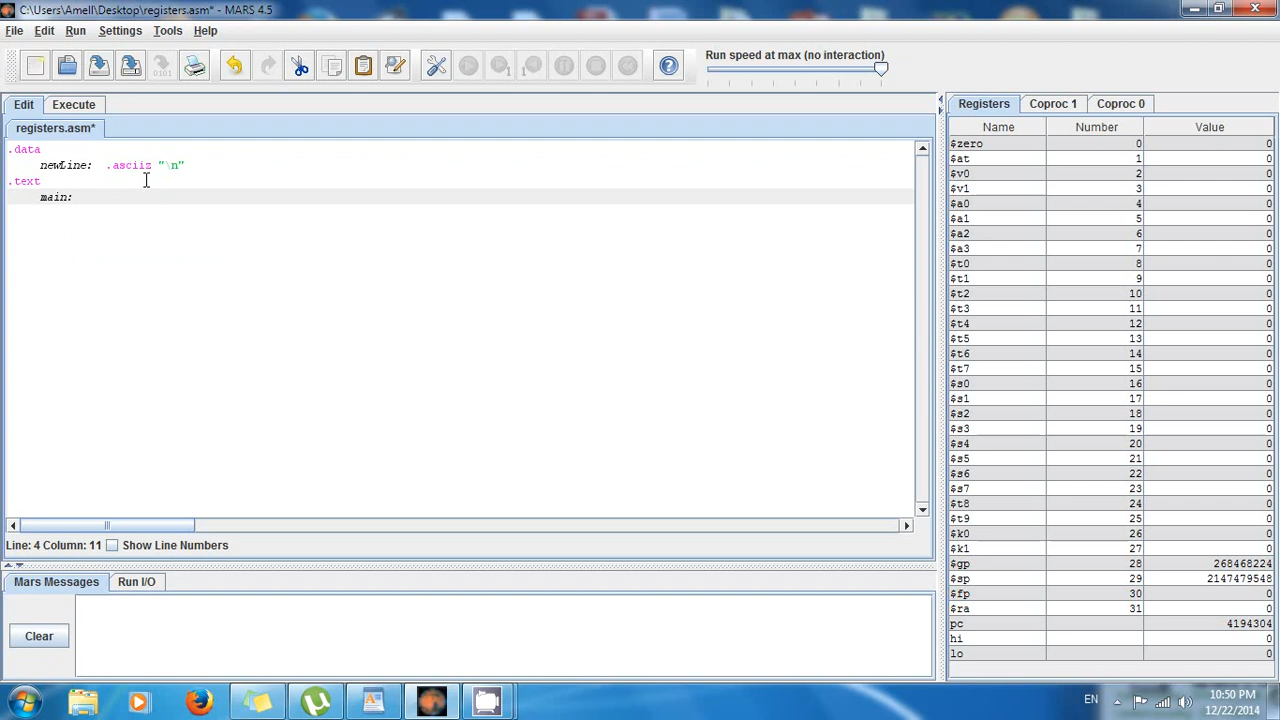 C:\Users\Amell\Desktop\registers.asm* - MARS 4.5
File Edit Run Settings Tools Help
Run speed at max (no interaction)
Edit Execute
registers.asm*
.data
newLine: .asciiz "\n"
.text
main:
Line: 4 Column: 11 Show Line Numbers
Mars Messages Run I/O
Clear
Registers Coproc 1 Coproc 0
Name Number Value
$zero 0 0
$at 1 0
$v0 2 0
$v1 3 0
$a0 4 0
$a1 5 0
$a2 6 0
$a3 7 0
$t0 8 0
$t1 9 0
$t2 10 0
$t3 11 0
$t4 12 0
$t5 13 0
$t6 14 0
$t7 15 0
$s0 16 0
$s1 17 0
$s2 18 0
$s3 19 0
$s4 20 0
$s5 21 0
$s6 22 0
$s7 23 0
$t8 24 0
$t9 25 0
$k0 26 0
$k1 27 0
$gp 28 268468224
$sp 29 2147479548
$fp 30 0
$ra 31 0
pc 4194304
hi 0
lo 0
EN
10:50 PM
12/22/2014